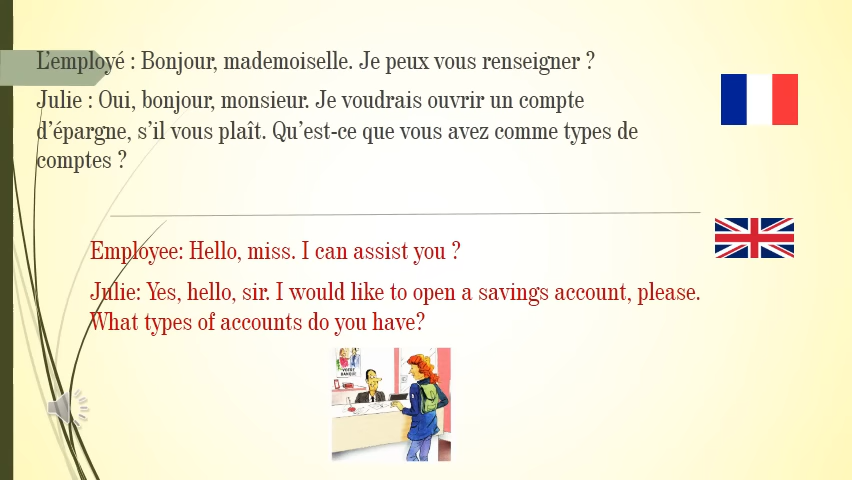 L'employé : Bonjour, mademoiselle. Je peux vous renseigner ?
Julie : Oui, bonjour, monsieur. Je voudrais ouvrir un compte
d'épargne, s'il vous plaît. Qu'est-ce que vous avez comme types de
comptes ?
Employee: Hello, miss. I can assist you ?
Julie: Yes, hello, sir. I would like to open a savings account, please.
What types of accounts do you have?
VOTRE
BANQUE